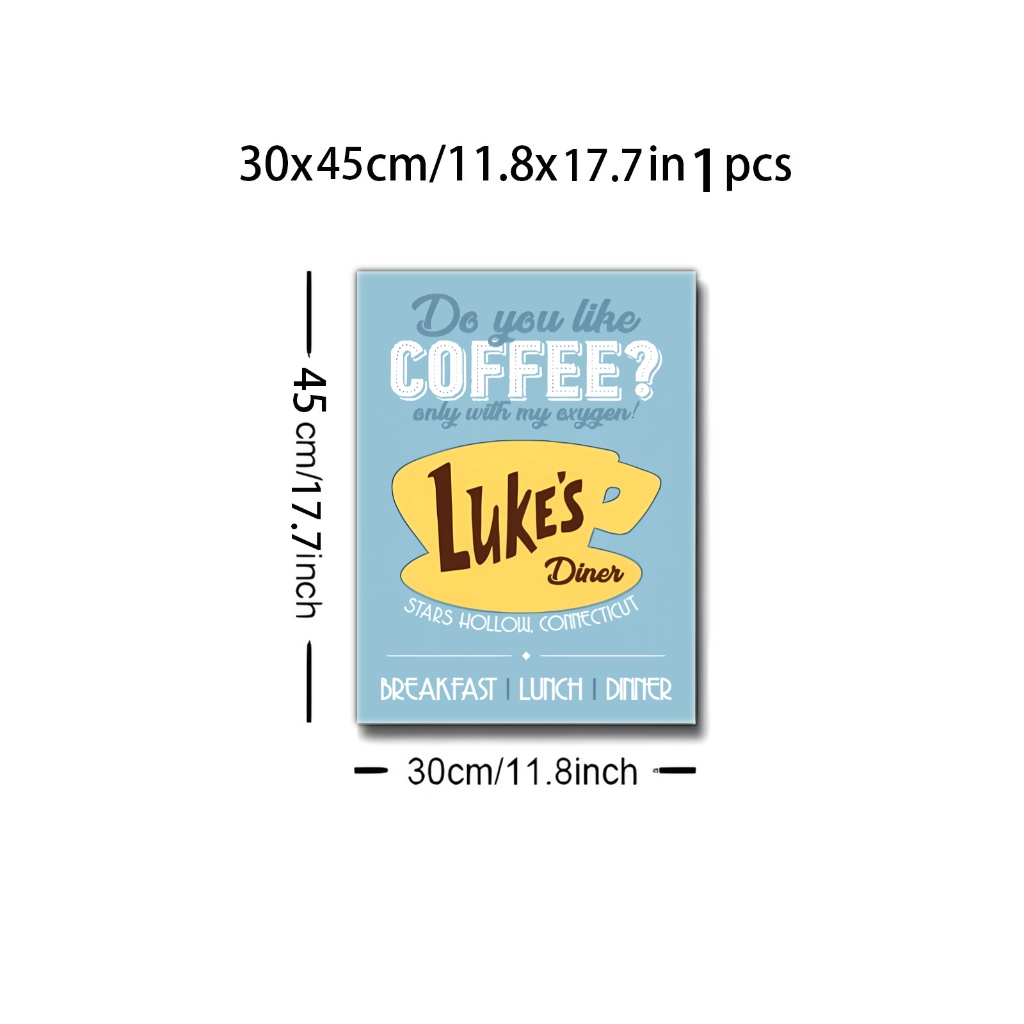 30x45cm/11.8x17.7in 1 pcs
45 cm/17.7inch
Do you like
COFFEE?
only with my oxygen!
LUKE'S
Diner
STARS HOLLOW, CONNECTICUT
BREAKFAST | LUNCH | DINNER
30cm/11.8inch